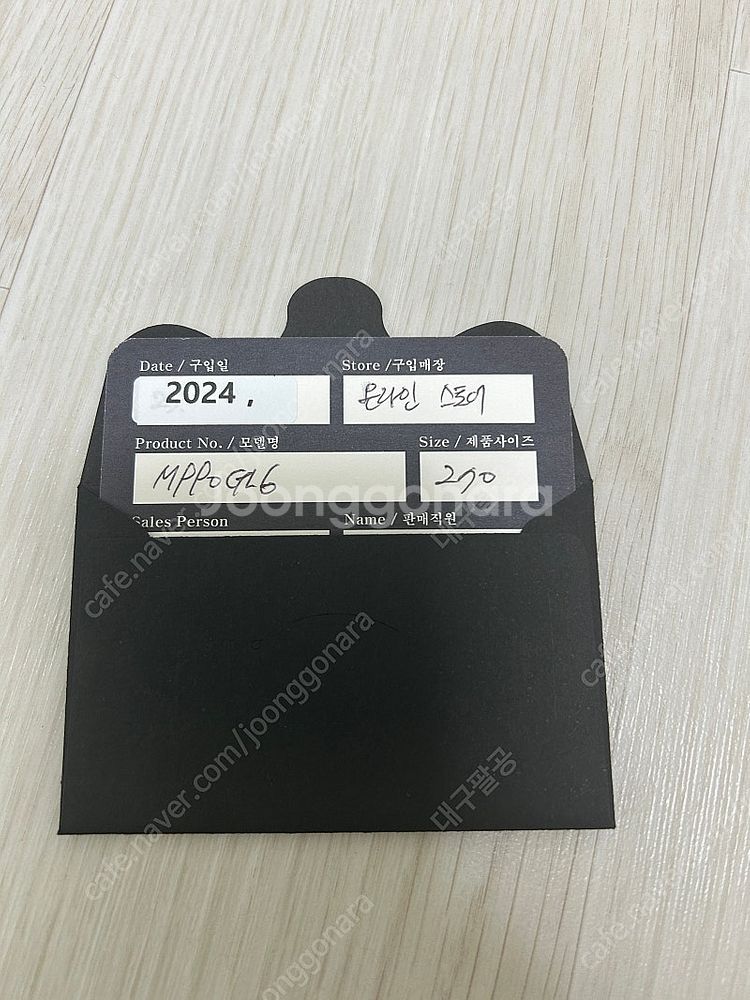 Date / 구입일
Store /구입매장
2024 ,
온라인 스토어
Product No. / 모델명
Size / 제품사이즈
MPP0GL6
270
Sales Person
Name / 판매직원
joonggonara
cafe.naver.com/joonggonara
대구팔공